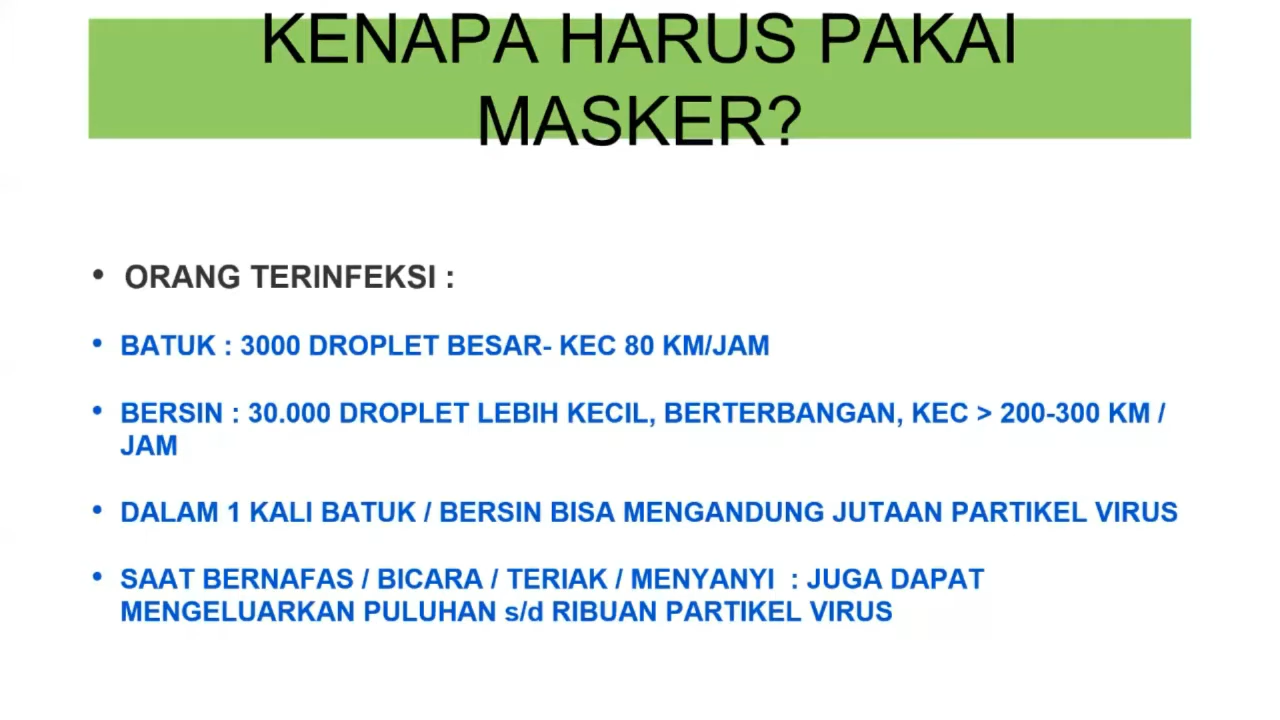 KENAPA HARUS PAKAI
MASKER?
• ORANG TERINFEKSI :
• BATUK : 3000 DROPLET BESAR- KEC 80 KM/JAM
• BERSIN : 30.000 DROPLET LEBIH KECIL, BERTERBANGAN, KEC > 200-300 KM /
JAM
• DALAM 1 KALI BATUK / BERSIN BISA MENGANDUNG JUTAAN PARTIKEL VIRUS
• SAAT BERNAFAS / BICARA / TERIAK / MENYANYI : JUGA DAPAT
MENGELUARKAN PULUHAN s/d RIBUAN PARTIKEL VIRUS